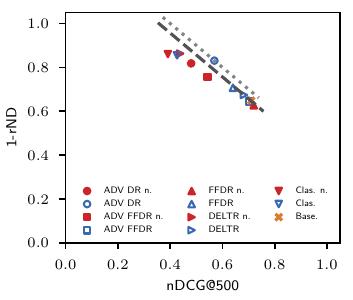 1.0
0.8
0.6
0.4
0.2
0.0
1-rND
ADV DR n.
ADV DR
ADV FFDR n.
ADV FFDR
FFDR n.
FFDR
DELTR n.
DELTR
Clas. n.
Clas.
Base.
0.0 0.2 0.4 0.6 0.8 1.0
nDCG@500